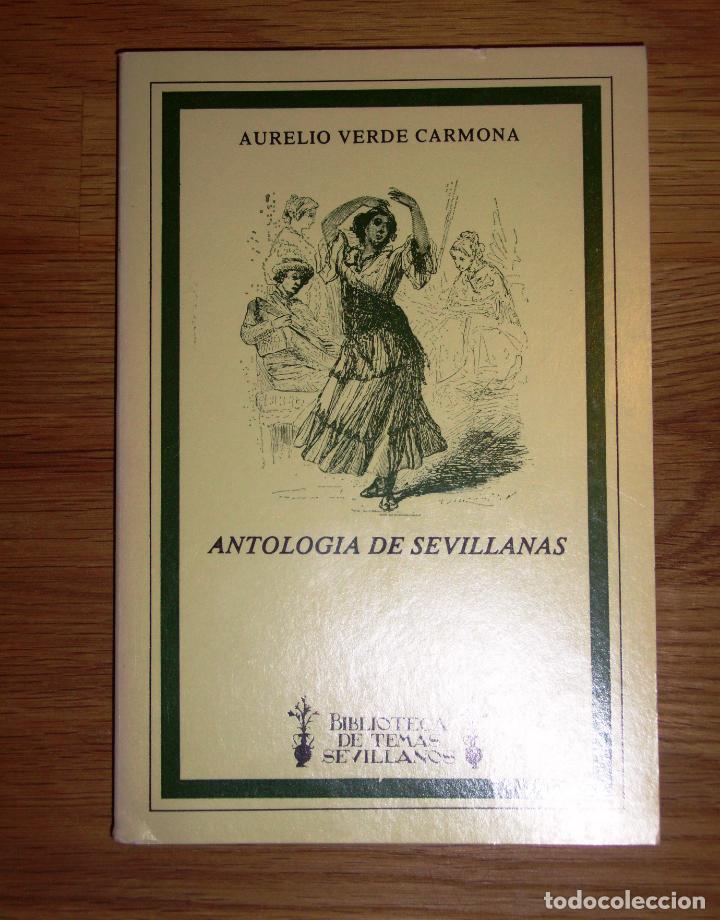 AURELIO VERDE CARMONA
ANTOLOGIA DE SEVILLANAS
BIBLIOTECA
DE TEMAS
SEVILLANOS
todocoleccion